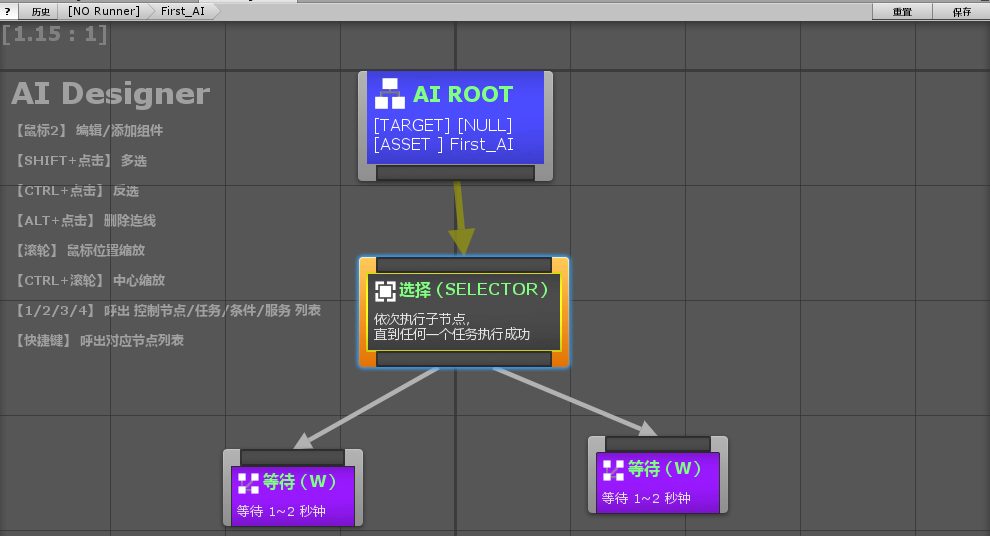 ? 历史 [NO Runner] First_AI 重置 保存
[1.15 : 1]
AI Designer
【鼠标2】 编辑/添加组件
【SHIFT+点击】 多选
【CTRL+点击】 反选
【ALT+点击】 删除连线
【滚轮】 鼠标位置缩放
【CTRL+滚轮】 中心缩放
【1/2/3/4】 呼出 控制节点/任务/条件/服务 列表
【快捷键】 呼出对应节点列表
AI ROOT
[TARGET] [NULL]
[ASSET ] First_AI
选择(SELECTOR)
依次执行子节点,
直到任何一个任务执行成功
等待(W)
等待 1~2 秒钟
等待(W)
等待 1~2 秒钟